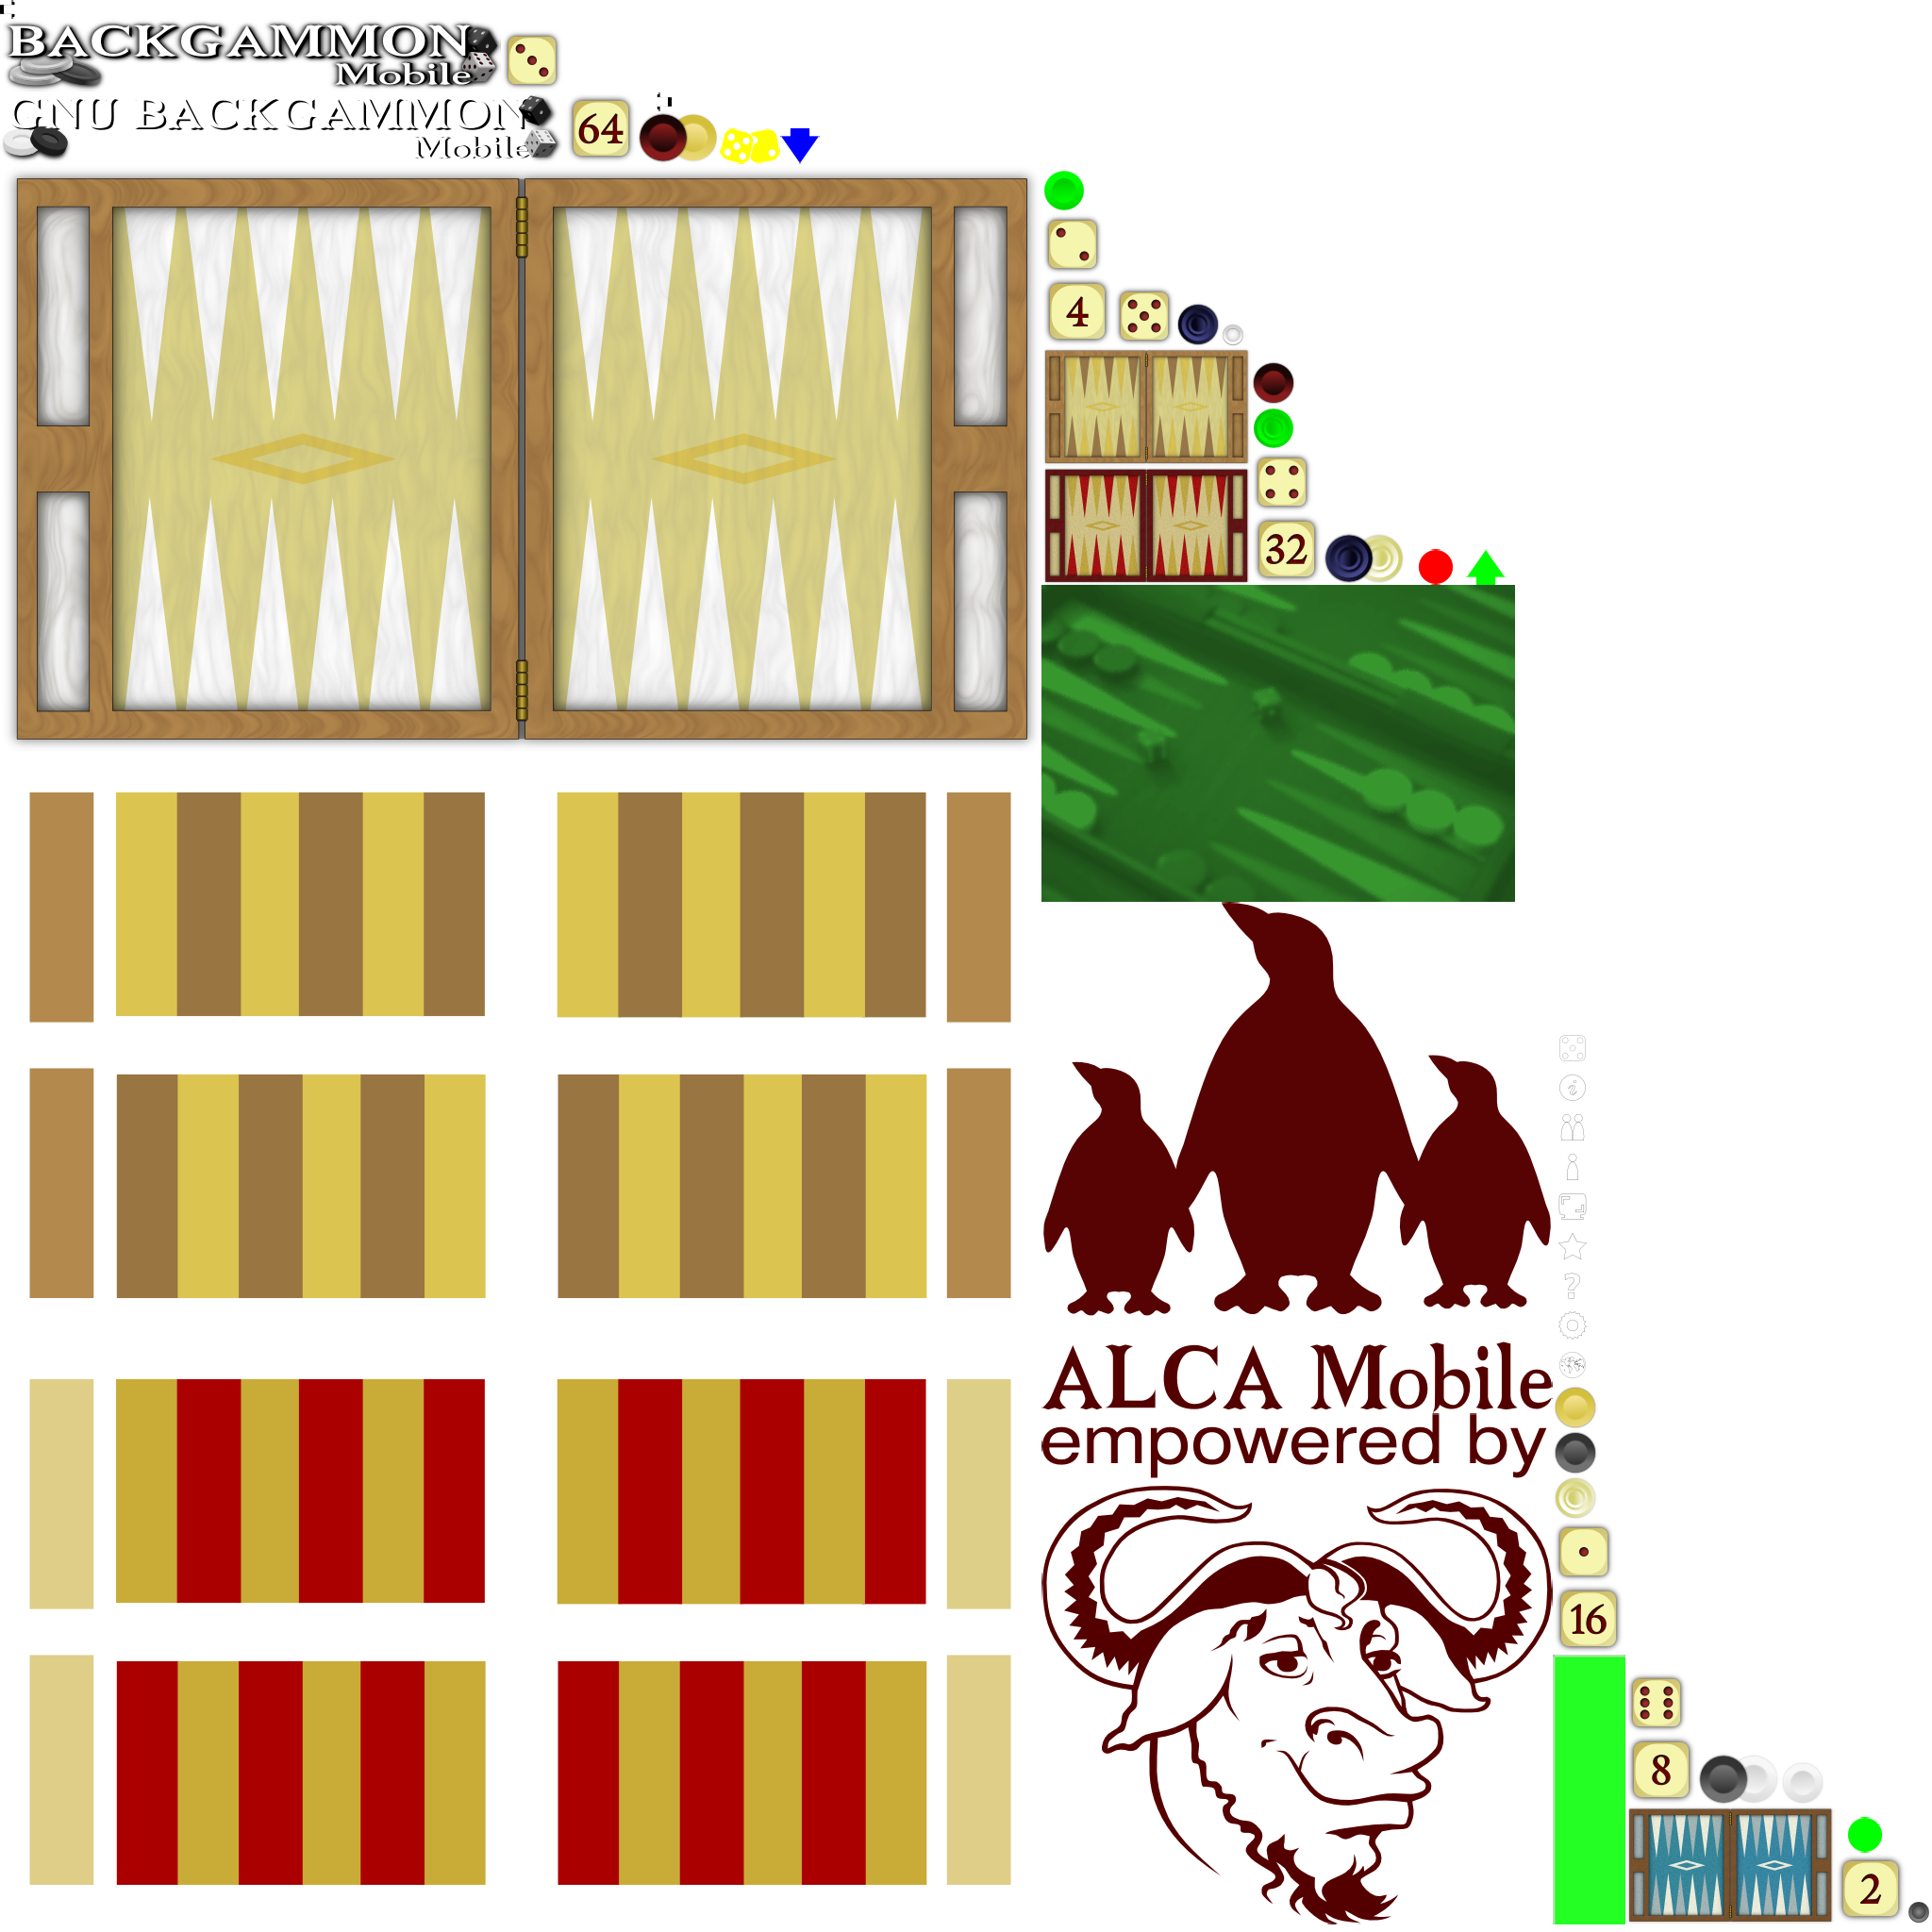 BACKGAMMON
Mobile
GNU BACKGAMMON
Mobile
64
4
32
ALCA Mobile
empowered by
16
8
2